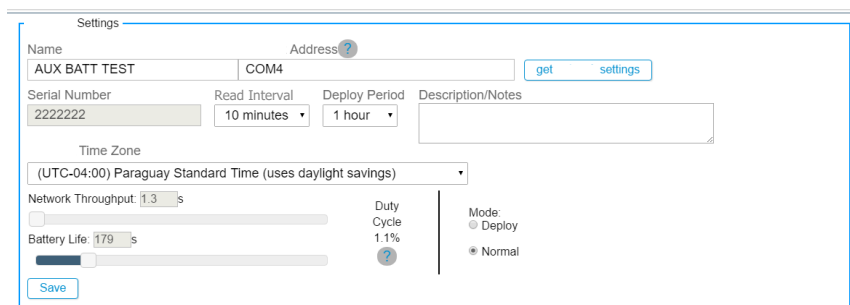 Settings
Name Address ?
AUX BATT TEST COM4 get settings
Serial Number Read Interval Deploy Period Description/Notes
2222222 10 minutes 1 hour
Time Zone
(UTC-04:00) Paraguay Standard Time (uses daylight savings)
Network Throughput: 1.3 s
Duty
Cycle
1.1%
?
Battery Life: 179 s
Mode:
Deploy
Normal
Save